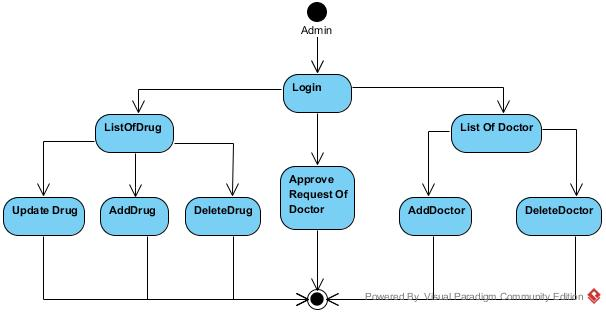 Admin
Login
ListOfDrug
List Of Doctor
Approve
Request Of
Doctor
Update Drug
AddDrug
DeleteDrug
AddDoctor
DeleteDoctor
Powered By Visual Paradigm Community Edition